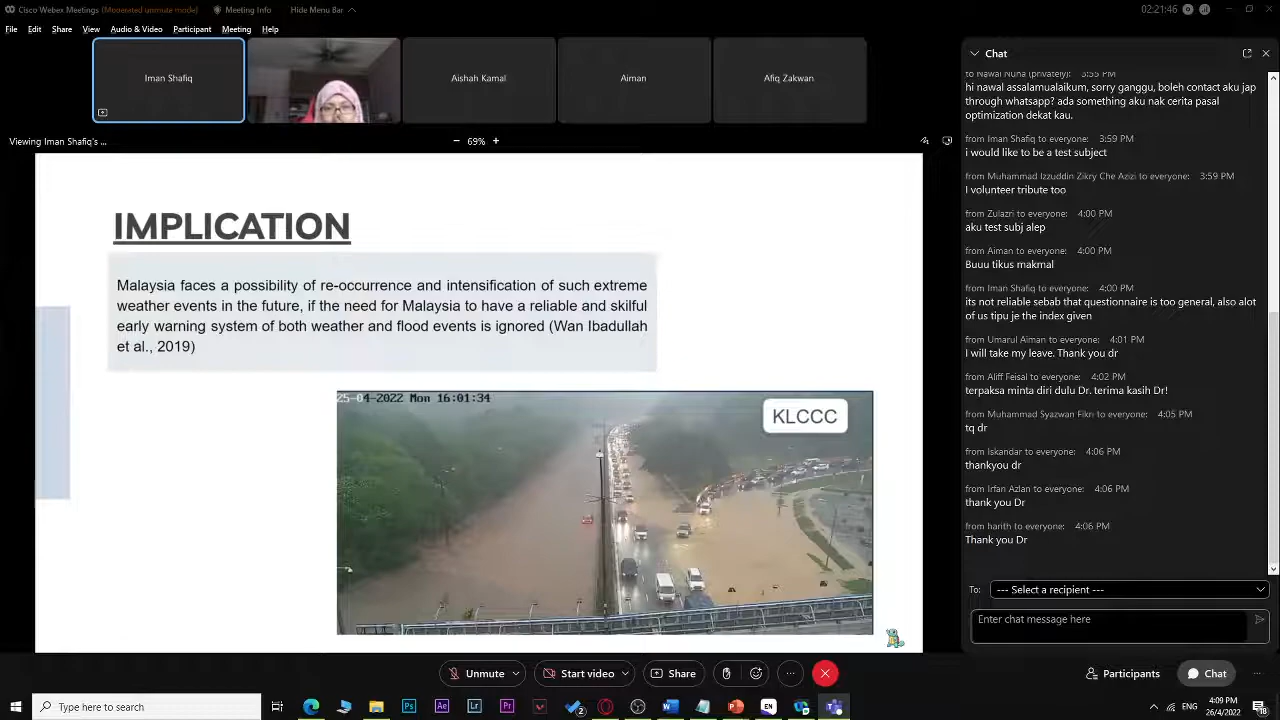 Cisco Webex Meetings (Moderated unmute mode) Meeting Info Hide Menu Bar 02:21:46
File Edit Share View Audio & Video Participant Meeting Help
Iman Shafiq
Aishah Kamal
Aiman
Afiq Zakwan
Viewing Iman Shafiq's ... 69%
IMPLICATION
Malaysia faces a possibility of re-occurrence and intensification of such extreme
weather events in the future, if the need for Malaysia to have a reliable and skilful
early warning system of both weather and flood events is ignored (Wan Ibadullah
et al., 2019)
25-04-2022 Mon 16:01:34
KLCCC
Chat
to Nawal Nuha (privately): 3:55 PM
hi nawal assalamualaikum, sorry ganggu, boleh contact aku jap
through whatsapp? ada something aku nak cerita pasal
optimization dekat kau.
from Iman Shafiq to everyone: 3:59 PM
i would like to be a test subject
from Muhammad Izzuddin Zikry Che Azizi to everyone: 3:59 PM
I volunteer tribute too
from Zulazri to everyone: 4:00 PM
aku test subj alep
from Aiman to everyone: 4:00 PM
Buuu tikus makmal
from Iman Shafiq to everyone: 4:00 PM
its not reliable sebab that questionnaire is too general, also alot
of us tipu je the index given
from Umarul Aiman to everyone: 4:01 PM
I will take my leave. Thank you dr
from Aliff Feisal to everyone: 4:02 PM
terpaksa minta diri dulu Dr. terima kasih Dr!
from Muhammad Syazwan Fikri to everyone: 4:05 PM
tq dr
from Iskandar to everyone: 4:06 PM
thankyou dr
from Irfan Azlan to everyone: 4:06 PM
thank you Dr
from harith to everyone: 4:06 PM
Thank you Dr
To: --- Select a recipient ---
Enter chat message here
Unmute
Start video
Share
Participants
Chat
Type here to search
Ps
Ae
Lr
Pr
EN
ENG
4:09 PM
26/4/2022